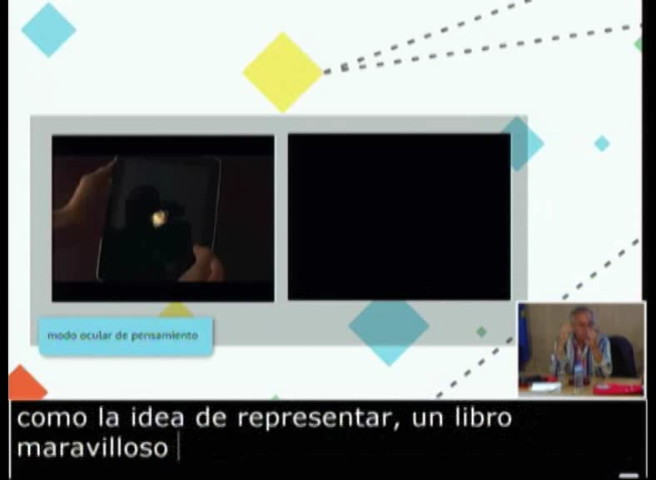 modo ocular de pensamiento
como la idea de representar, un libro
maravilloso